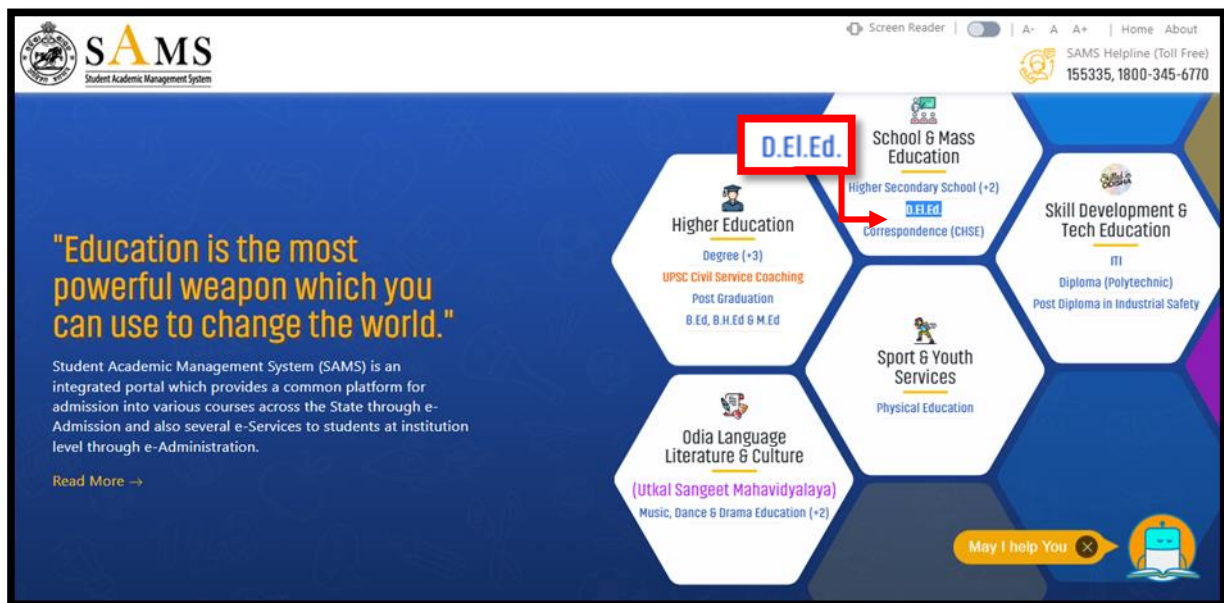 SAMS
Student Academic Management System
Screen Reader | | A- A A+ | Home About
SAMS Helpline (Toll Free)
155335, 1800-345-6770
"Education is the most
powerful weapon which you
can use to change the world."
Student Academic Management System (SAMS) is an
integrated portal which provides a common platform for
admission into various courses across the State through e-
Admission and also several e-Services to students at institution
level through e-Administration.
Read More →
D.El.Ed.
School & Mass
Education
Higher Secondary School (+2)
D.El.Ed.
Correspondence (CHSE)
Higher Education
Degree (+3)
UPSC Civil Service Coaching
Post Graduation
B.Ed, B.H.Ed & M.Ed
Skilled in
ODISHA
Skill Development &
Tech Education
ITI
Diploma (Polytechnic)
Post Diploma in Industrial Safety
Sport & Youth
Services
Physical Education
Odia Language
Literature & Culture
(Utkal Sangeet Mahavidyalaya)
Music, Dance & Drama Education (+2)
May I help You